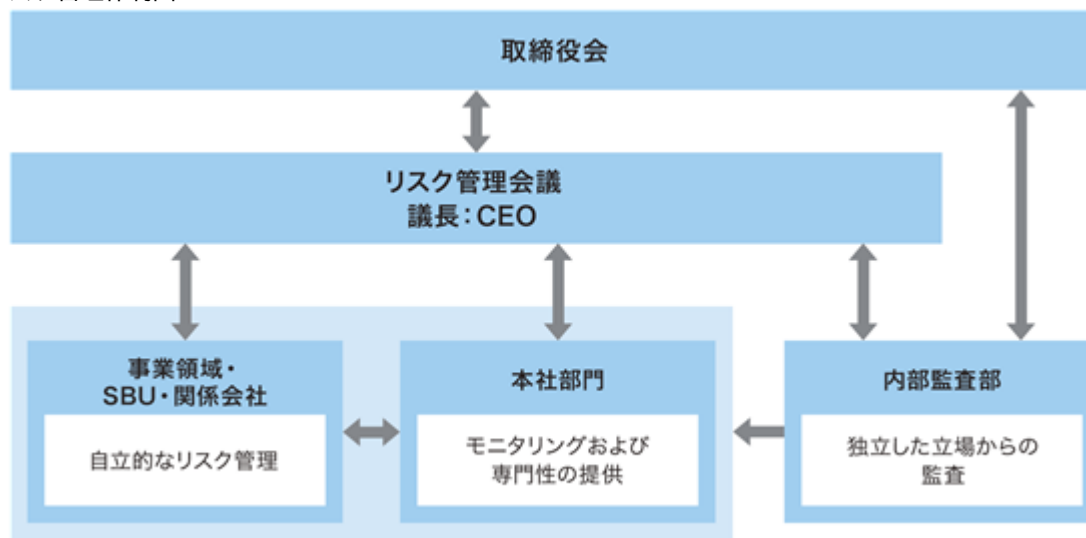 取締役会
リスク管理会議
議長：CEO
事業領域・
SBU・関係会社
自立的なリスク管理
本社部門
モニタリングおよび
専門性の提供
内部監査部
独立した立場からの
監査